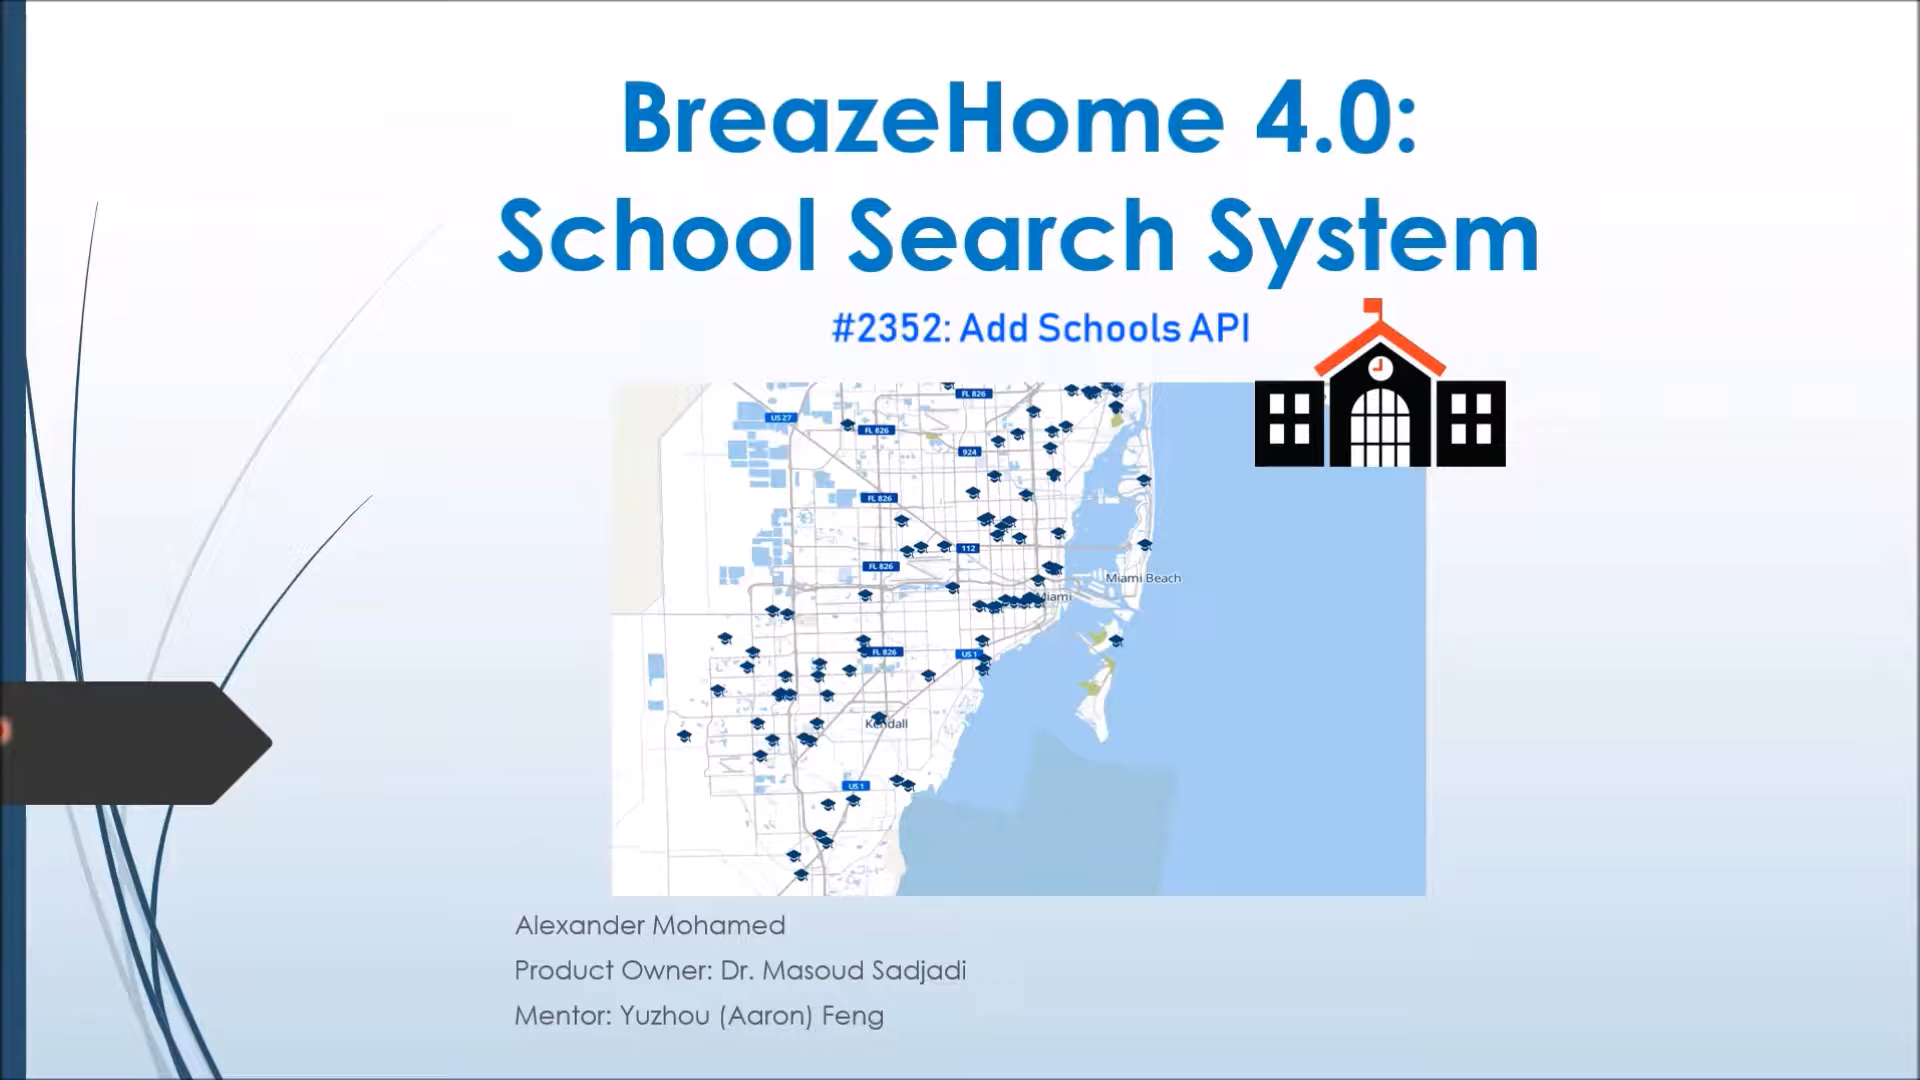 BreazeHome 4.0:
School Search System
#2352: Add Schools API
FL 826
US 27
FL 826
924
FL 826
112
FL 826
Miami Beach
Miami
FL 826
US 1
Kendall
US 1
Alexander Mohamed
Product Owner: Dr. Masoud Sadjadi
Mentor: Yuzhou (Aaron) Feng